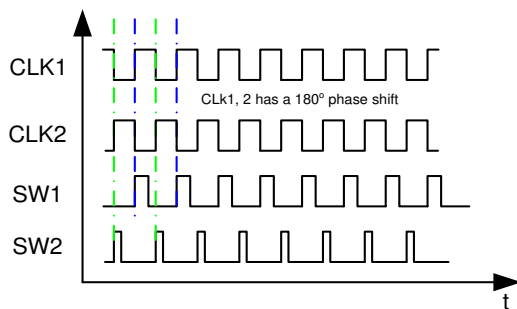 CLK1
CLk1, 2 has a 180° phase shift
CLK2
SW1
SW2
t